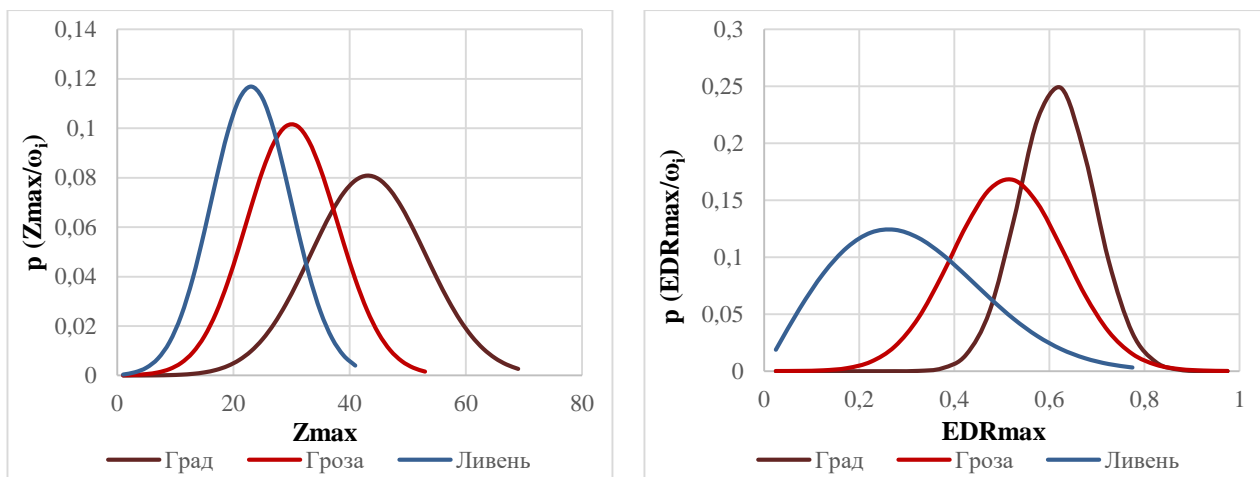 0,14
0,12
0,1
0,08
0,06
0,04
0,02
0
p (Zmax/ωᵢ)
0 20 40 60 80
Zmax
Град Гроза Ливень
0,3
0,25
0,2
0,15
0,1
0,05
0
p (EDRmax/ωᵢ)
0 0,2 0,4 0,6 0,8 1
EDRmax
Град Гроза Ливень